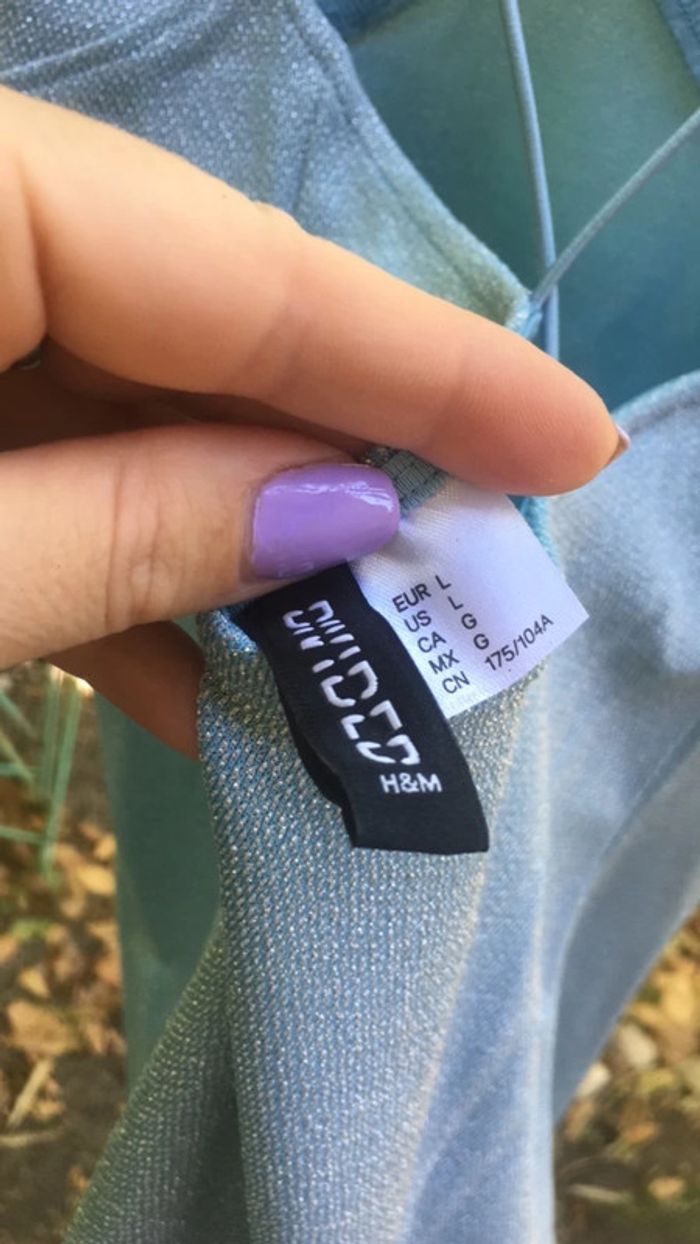 EUR L
US L
CA G
MX G
CN 175/104A
DIVIDED
H&M